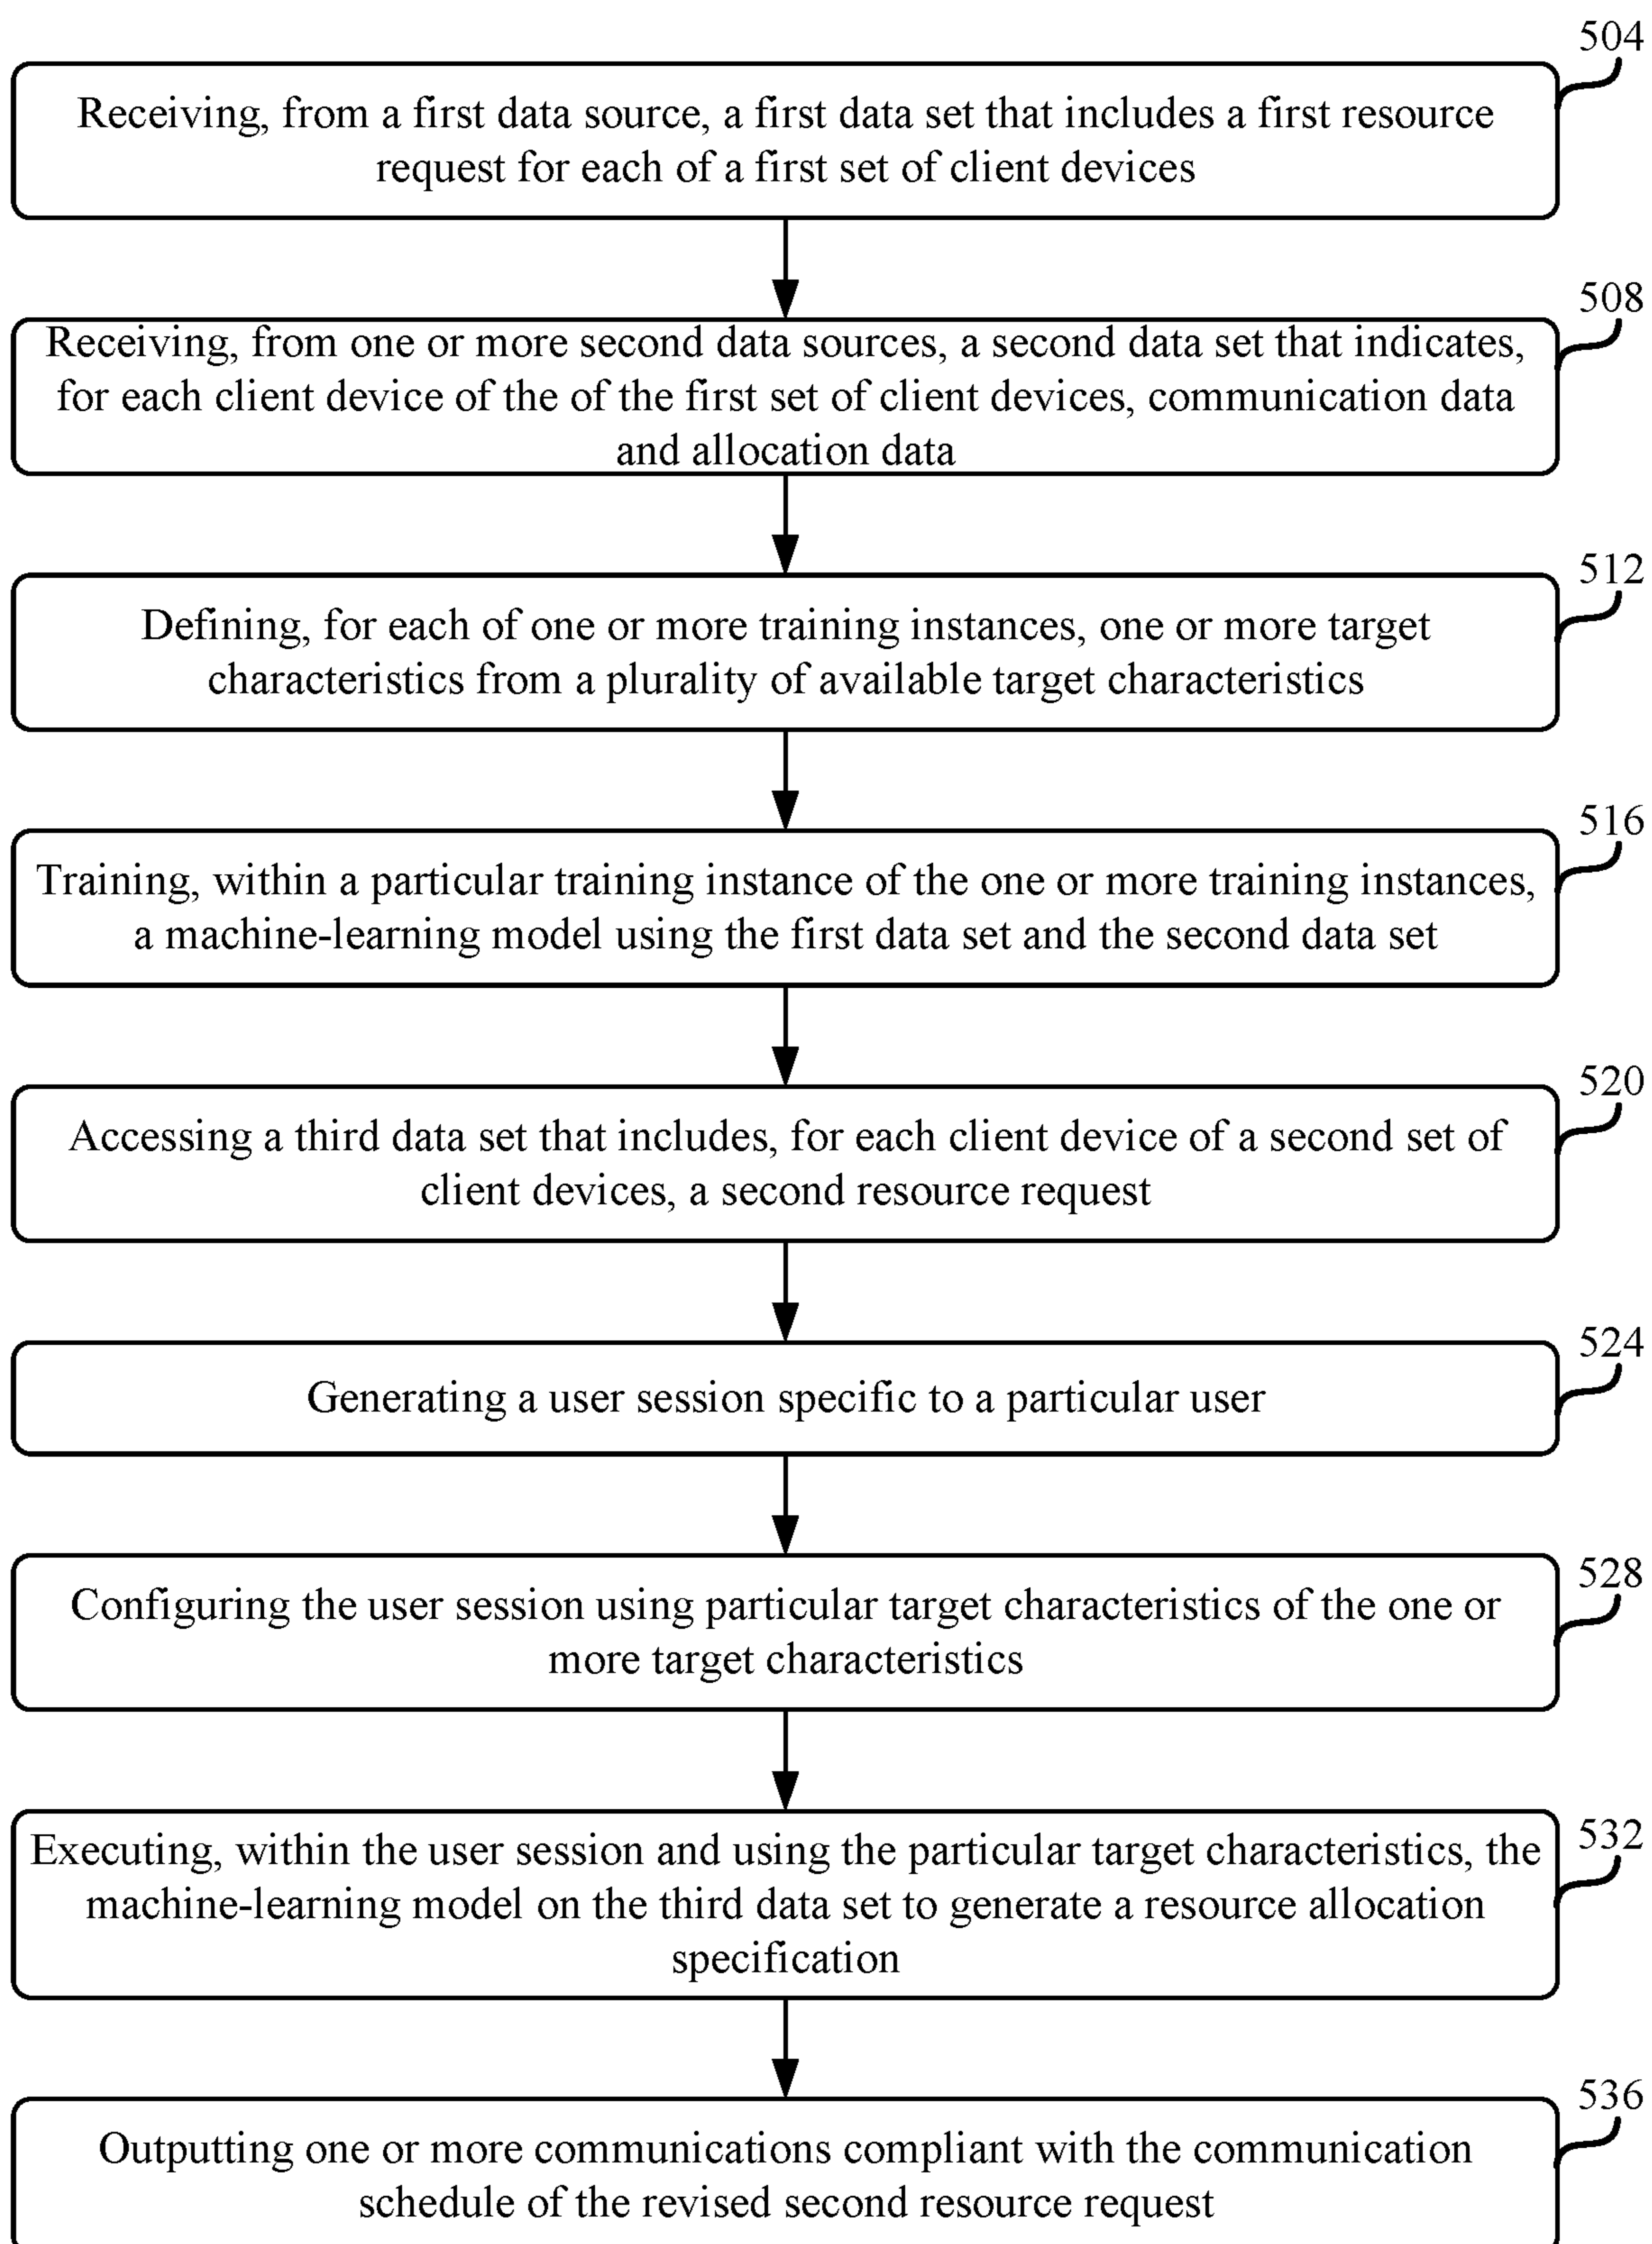 504
Receiving, from a first data source, a first data set that includes a first resource
request for each of a first set of client devices
508
Receiving, from one or more second data sources, a second data set that indicates,
for each client device of the of the first set of client devices, communication data
and allocation data
512
Defining, for each of one or more training instances, one or more target
characteristics from a plurality of available target characteristics
516
Training, within a particular training instance of the one or more training instances,
a machine-learning model using the first data set and the second data set
520
Accessing a third data set that includes, for each client device of a second set of
client devices, a second resource request
524
Generating a user session specific to a particular user
528
Configuring the user session using particular target characteristics of the one or
more target characteristics
532
Executing, within the user session and using the particular target characteristics, the
machine-learning model on the third data set to generate a resource allocation
specification
536
Outputting one or more communications compliant with the communication
schedule of the revised second resource request